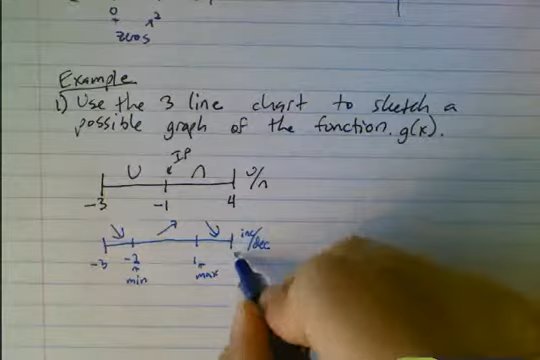 0
zeros
Example
1) Use the 3 line chart to sketch a
possible graph of the function g(x).
IP
∪ ∩ ∪/∩
-3 -1 4
inc/dec
-3 -2 1
min max